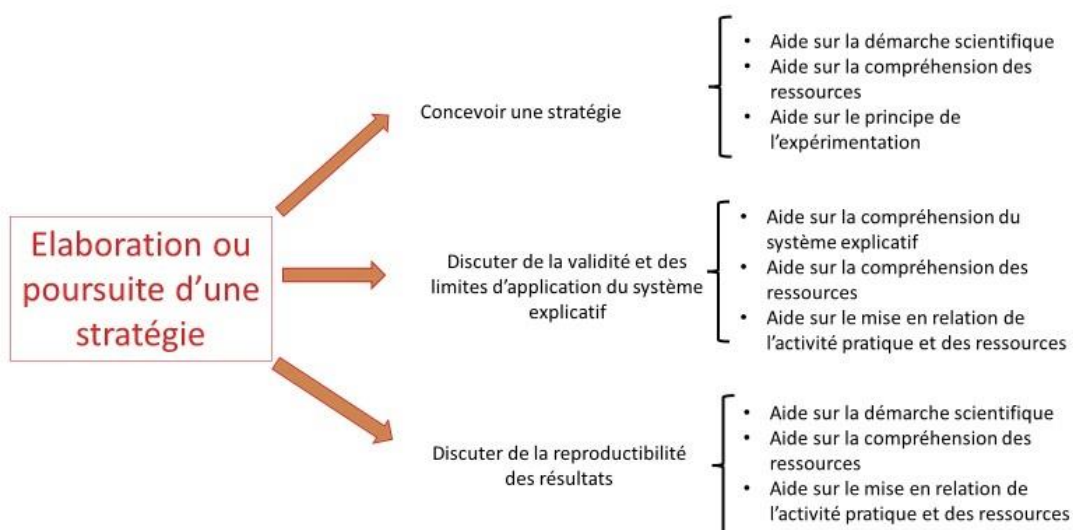 Elaboration ou
poursuite d'une
stratégie
Concevoir une stratégie
• Aide sur la démarche scientifique
• Aide sur la compréhension des
ressources
• Aide sur le principe de
l'expérimentation
Discuter de la validité et des
limites d'application du système
explicatif
• Aide sur la compréhension du
système explicatif
• Aide sur la compréhension des
ressources
• Aide sur le mise en relation de
l'activité pratique et des ressources
Discuter de la reproductibilité
des résultats
• Aide sur la démarche scientifique
• Aide sur la compréhension des
ressources
• Aide sur le mise en relation de
l'activité pratique et des ressources